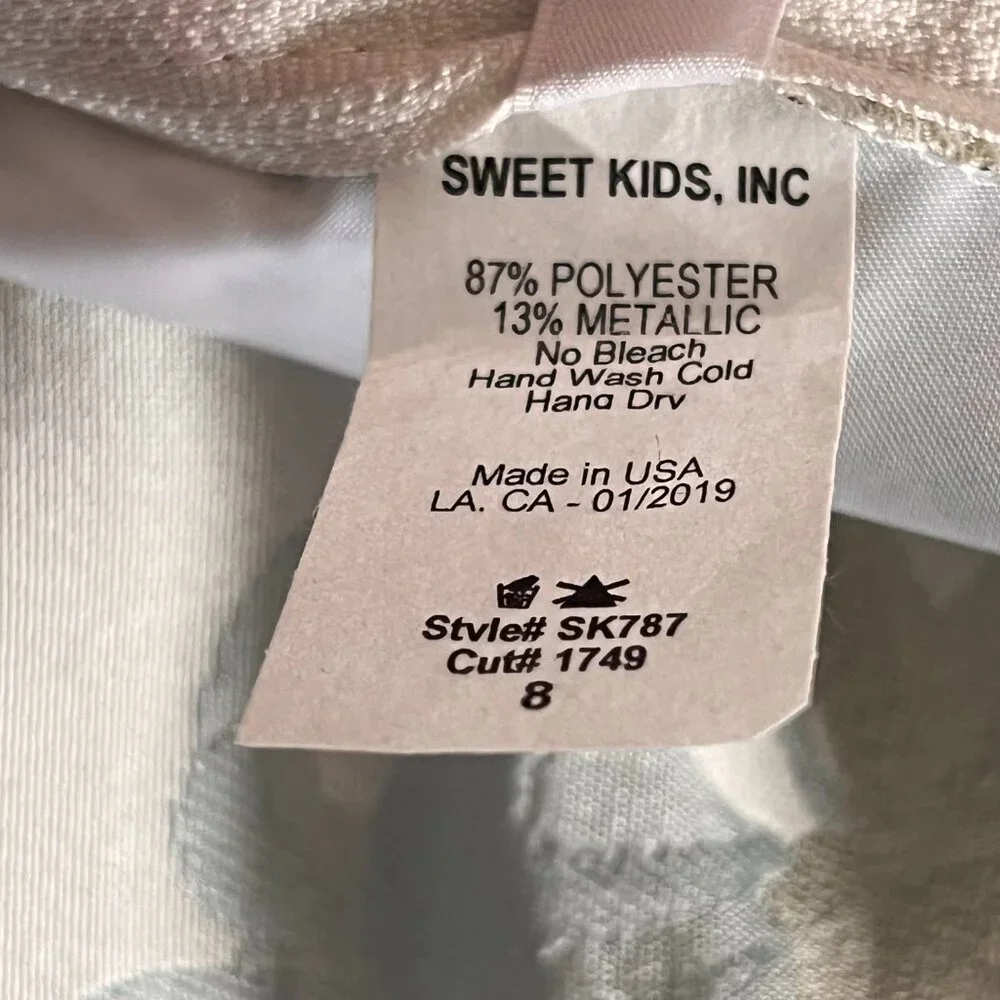 SWEET KIDS, INC
87% POLYESTER
13% METALLIC
No Bleach
Hand Wash Cold
Hang Dry
Made in USA
LA. CA - 01/2019
Style# SK787
Cut# 1749
8